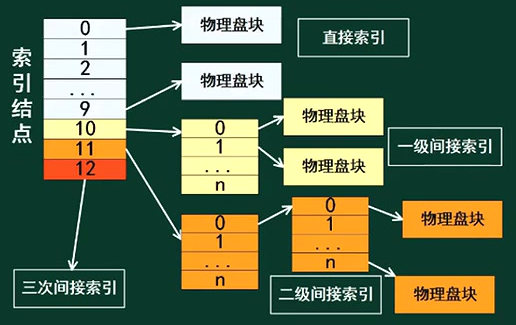 索引结点
0
1
2
...
9
10
11
12
物理盘块
物理盘块
直接索引
0
1
...
n
物理盘块
物理盘块
一级间接索引
0
1
...
n
0
1
...
n
物理盘块
物理盘块
二级间接索引
三次间接索引